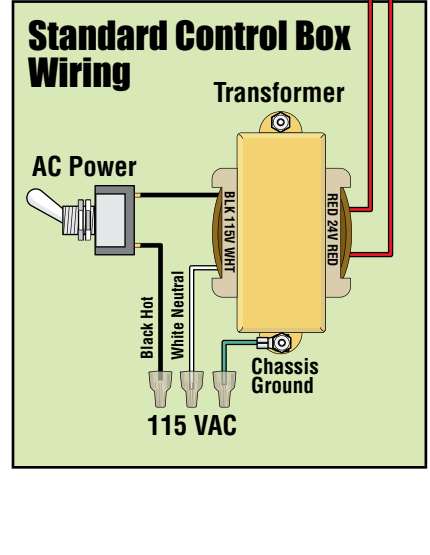 Standard Control Box
Wiring
Transformer
AC Power
BLK 115V WHT
RED 24V RED
Black Hot
White Neutral
Chassis
Ground
115 VAC